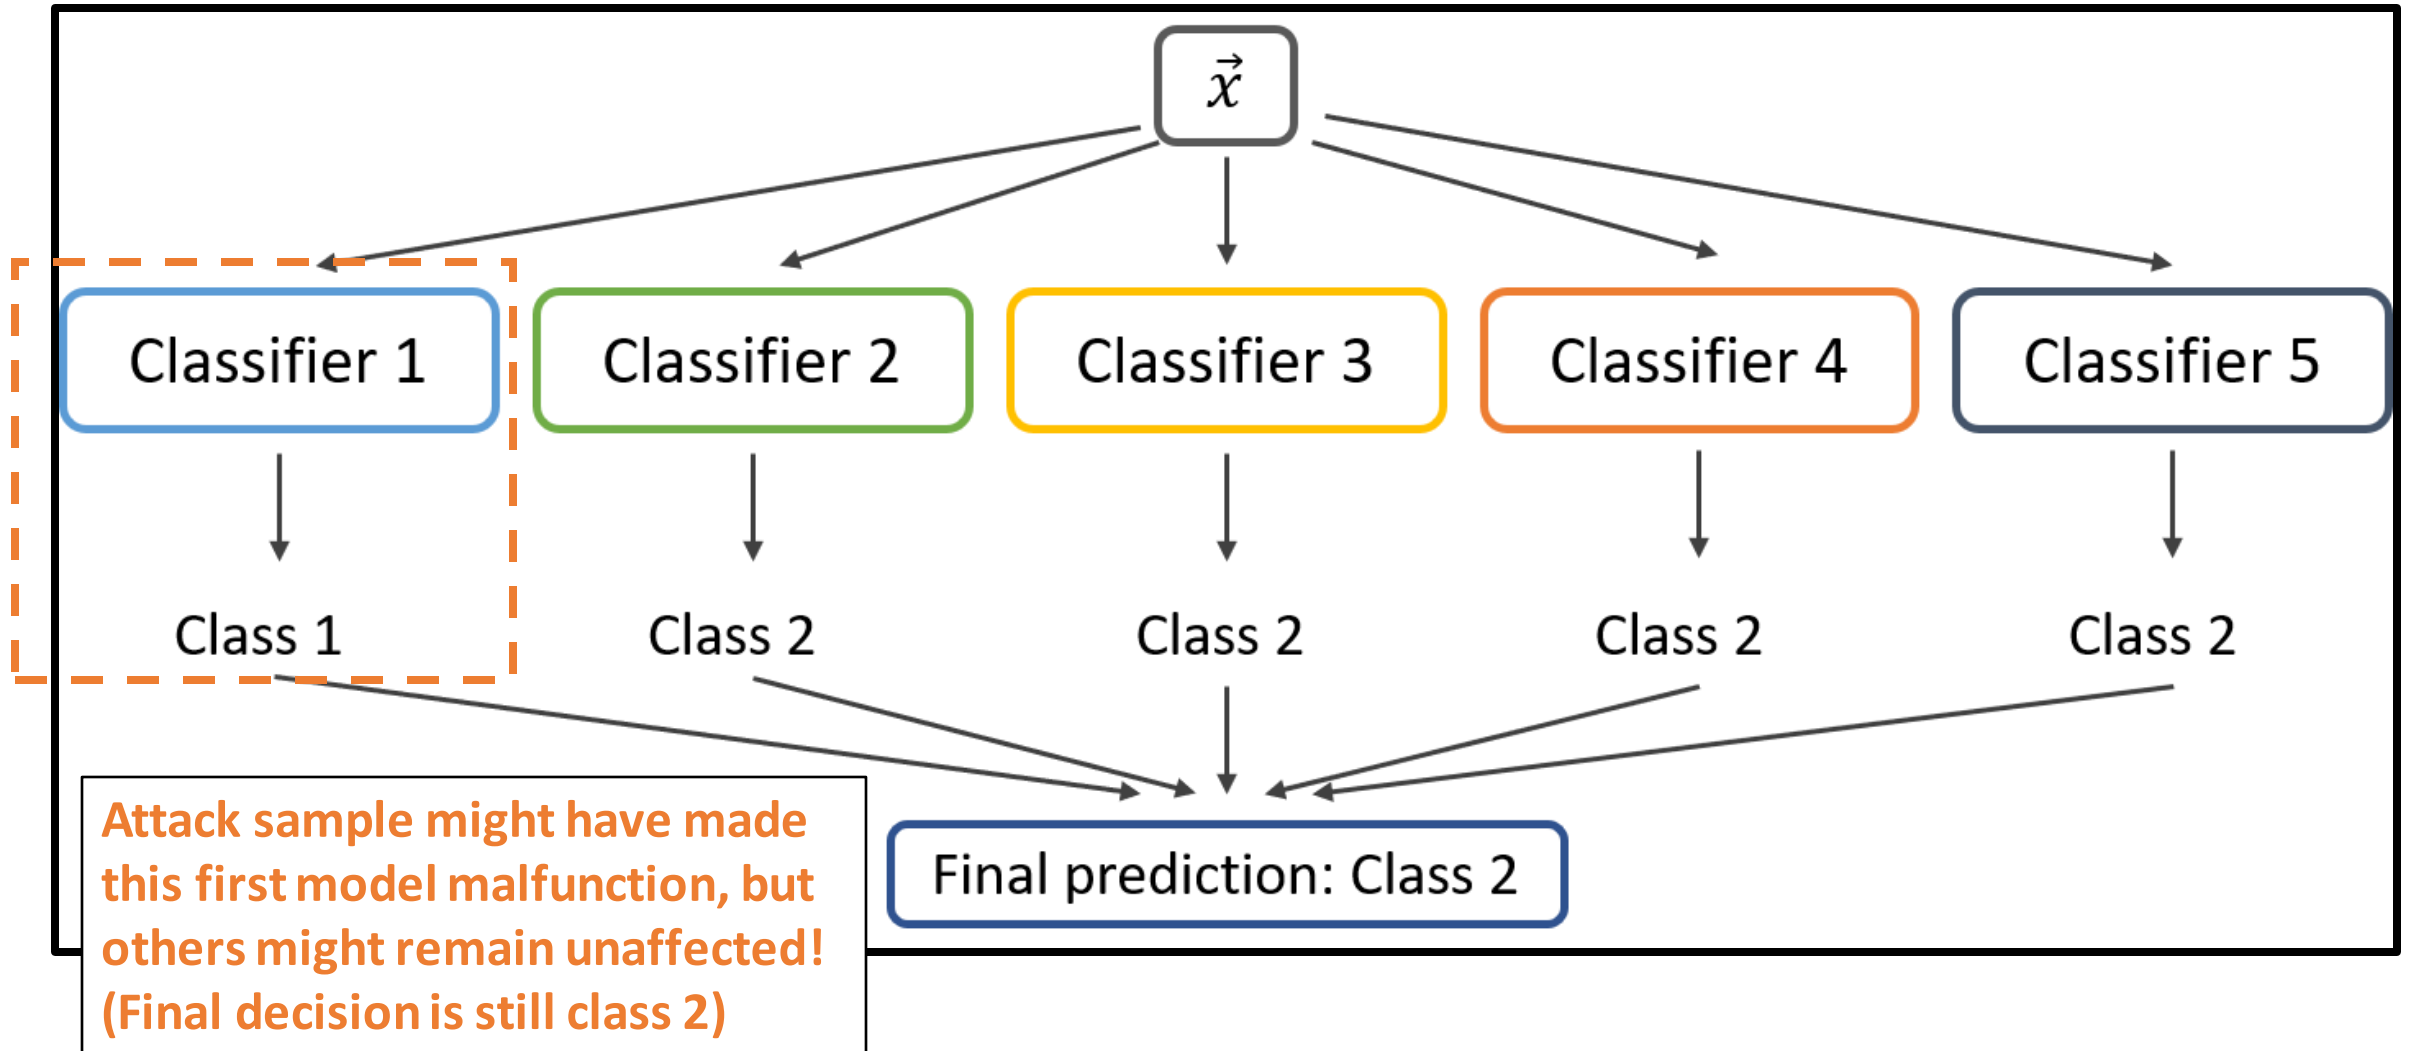 x⃗
Classifier 1
Classifier 2
Classifier 3
Classifier 4
Classifier 5
Class 1
Class 2
Class 2
Class 2
Class 2
Attack sample might have made
this first model malfunction, but
others might remain unaffected!
(Final decision is still class 2)
Final prediction: Class 2